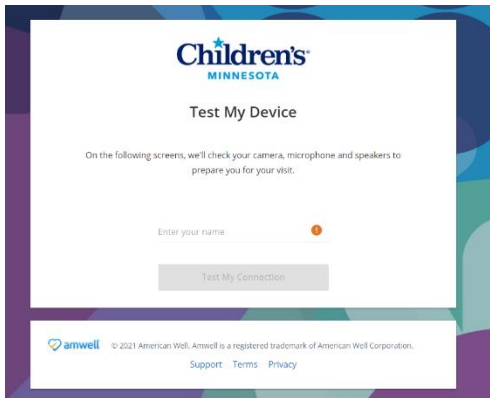 Children's
MINNESOTA
Test My Device
On the following screens, we'll check your camera, microphone and speakers to
prepare you for your visit.
Enter your name
Test My Connection
amwell © 2021 American Well. Amwell is a registered trademark of American Well Corporation.
Support Terms Privacy